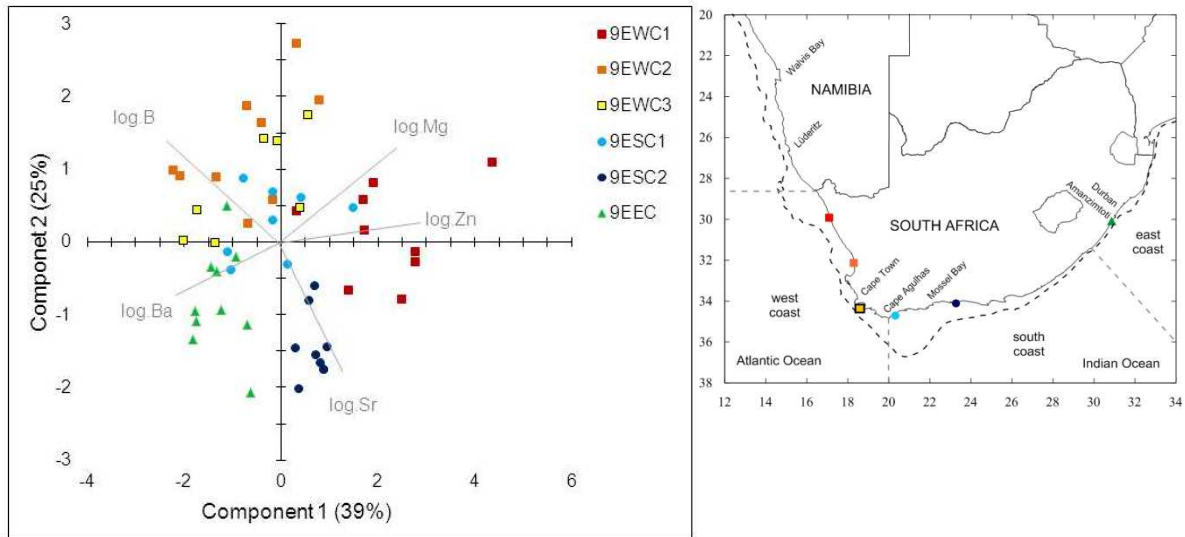 3
2
1
0
-1
-2
-3
-4
-2
0
2
4
6
Componet 2 (25%)
Component 1 (39%)
log.B
log.Mg
log.Zn
log.Ba
log.Sr
9EWC1
9EWC2
9EWC3
9ESC1
9ESC2
9EEC
20
22
24
26
28
30
32
34
36
38
12
14
16
18
20
22
24
26
28
30
32
34
Walvis Bay
NAMIBIA
Lüderitz
SOUTH AFRICA
Durban
Amanzimtoti
east
coast
Cape Town
Cape Agulhas
Mossel Bay
west
coast
south
coast
Atlantic Ocean
Indian Ocean